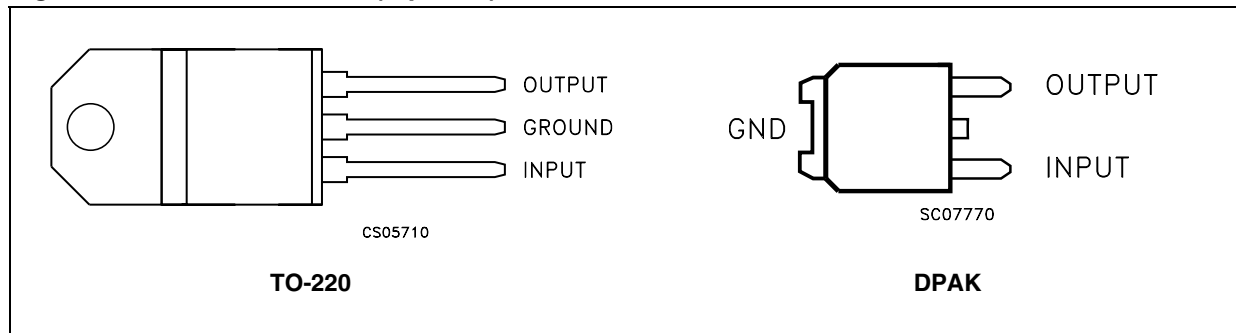 OUTPUT
GROUND
INPUT
CS05710
TO-220
GND
OUTPUT
INPUT
SC07770
DPAK